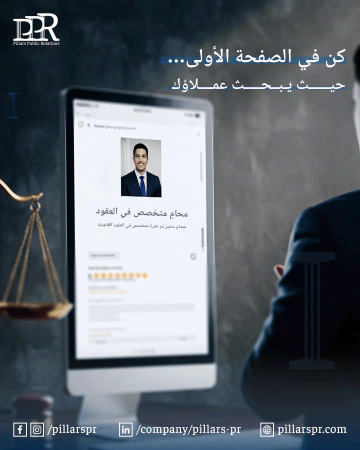 PPR
Pillars Public Relations
كن في الصفحة الأولى...
حيث يبحث عملاؤك
محامٍ متخصص في العقود
/pillarspr
/company/pillars-pr
pillarspr.com